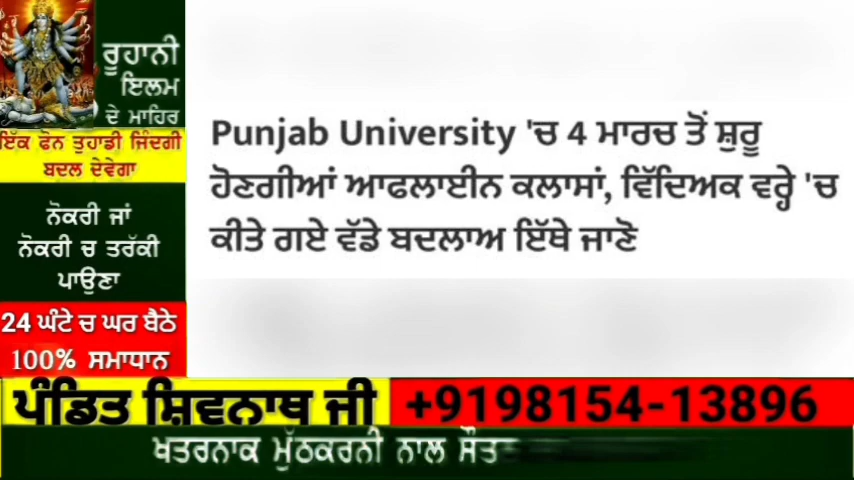 ਰੂਹਾਨੀ
ਇਲਮ
ਦੇ ਮਾਹਿਰ
ਇੱਕ ਫੋਨ ਤੁਹਾਡੀ ਜਿੰਦਗੀ
ਬਦਲ ਦੇਵੇਗਾ
ਨੋਕਰੀ ਜਾਂ
ਨੋਕਰੀ ਚ ਤਰੱਕੀ
ਪਾਉਣਾ
24 ਘੰਟੇ ਚ ਘਰ ਬੈਠੇ
100% ਸਮਾਧਾਨ
Punjab University 'ਚ 4 ਮਾਰਚ ਤੋਂ ਸ਼ੁਰੂ
ਹੋਣਗੀਆਂ ਆਫਲਾਈਨ ਕਲਾਸਾਂ, ਵਿੱਦਿਅਕ ਵਰ੍ਹੇ 'ਚ
ਕੀਤੇ ਗਏ ਵੱਡੇ ਬਦਲਾਅ ਇੱਥੇ ਜਾਣੋ
ਪੰਡਿਤ ਸ਼ਿਵਨਾਥ ਜੀ +9198154-13896
ਖਤਰਨਾਕ ਮੁੱਠਕਰਨੀ ਨਾਲ